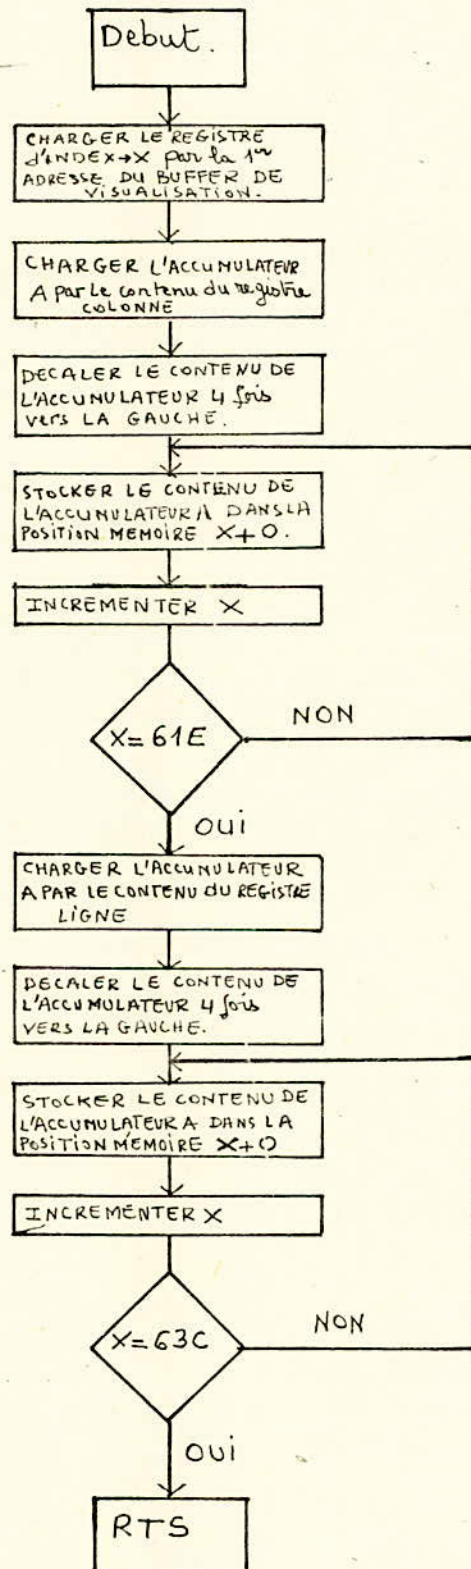 Debut.
CHARGER LE REGISTRE
d'INDEX→X par la 1er
ADRESSE DU BUFFER DE
VISUALISATION.
CHARGER L'ACCUMULATEUR
A par Le contenu du registre
COLONNE
DECALER LE CONTENU DE
L'ACCUMULATEUR 4 fois
vers LA GAUCHE.
STOCKER LE CONTENU DE
L'ACCUMULATEUR A DANS LA
POSITION MEMOIRE X+0.
INCREMENTER X
X=61E
NON
OUI
CHARGER L'ACCUMULATEUR
A PAR LE CONTENU du REGISTRE
LIGNE
DECALER LE CONTENU DE
L'ACCUMULATEUR 4 fois
VERS LA GAUCHE.
STOCKER LE CONTENU DE
L'ACCUMULATEUR A DANS LA
POSITION MEMOIRE X+0
INCREMENTER X
X=63C
NON
OUI
RTS